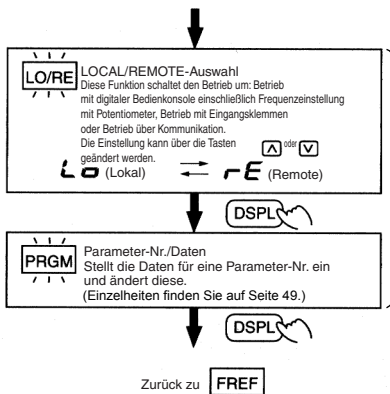 LO/RE
LOCAL/REMOTE-Auswahl
Diese Funktion schaltet den Betrieb um: Betrieb
mit digitaler Bedienkonsole einschließlich Frequenzeinstellung
mit Potentiometer, Betrieb mit Eingangsklemmen
oder Betrieb über Kommunikation.
Die Einstellung kann über die Tasten ∧ oder ∨
geändert werden.
Lo (Lokal) → ← rE (Remote)
DSPL
PRGM
Parameter-Nr./Daten
Stellt die Daten für eine Parameter-Nr. ein
und ändert diese.
(Einzelheiten finden Sie auf Seite 49.)
DSPL
Zurück zu FREF